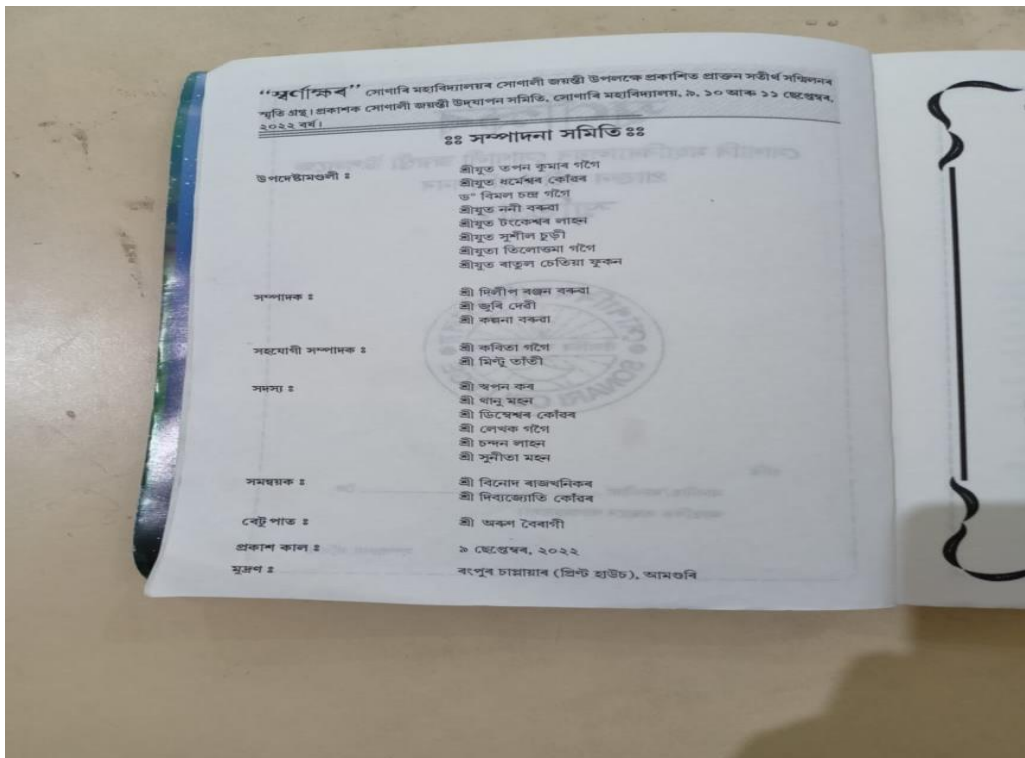 “স্বৰ্ণাক্ষৰ” সোণাৰি মহাবিদ্যালয়ৰ সোণালী জয়ন্তী উপলক্ষে প্ৰকাশিত প্ৰাক্তন সতীৰ্থ সন্মিলনৰ
স্মৃতি গ্ৰন্থ। প্ৰকাশক সোণালী জয়ন্তী উদ্‌যাপন সমিতি, সোণাৰি মহাবিদ্যালয়, ৯, ১০ আৰু ১১ ছেপ্তেম্বৰ,
২০২২ বৰ্ষ।
ঃঃ সম্পাদনা সমিতি ঃঃ
উপদেষ্টামণ্ডলী ঃ শ্ৰীযুত তপন কুমাৰ গগৈ
শ্ৰীযুত ধৰ্মেশ্বৰ কোঁৱৰ
ড° বিমল চন্দ্ৰ গগৈ
শ্ৰীযুত ননী বৰুৱা
শ্ৰীযুত টংকেশ্বৰ লাহন
শ্ৰীযুত সুশীল চুড়ী
শ্ৰীযুতা তিলোত্তমা গগৈ
শ্ৰীযুত ৰাতুল চেতিয়া ফুকন
সম্পাদক ঃ শ্ৰী দিলীপ ৰঞ্জন বৰুৱা
শ্ৰী জুৰি দেৱী
শ্ৰী কল্পনা বৰুৱা
সহযোগী সম্পাদক ঃ শ্ৰী কবিতা গগৈ
শ্ৰী মিন্টু তাঁতী
সদস্য ঃ শ্ৰী স্বপন কৰ
শ্ৰী থানু মহন
শ্ৰী ডিম্বেশ্বৰ কোঁৱৰ
শ্ৰী লেখক গগৈ
শ্ৰী চন্দন লাহন
শ্ৰী সুনীতা মহন
সমন্বয়ক ঃ শ্ৰী বিনোদ ৰাজখনিকৰ
শ্ৰী দিব্যজ্যোতি কোঁৱৰ
বেটুপাত ঃ শ্ৰী অৰুণ বৈৰাগী
প্ৰকাশ কাল ঃ ৯ ছেপ্তেম্বৰ, ২০২২
মুদ্ৰণ ঃ ৰংপুৰ চাপ্লায়াৰ (প্ৰিন্ট হাউচ), আমগুৰি